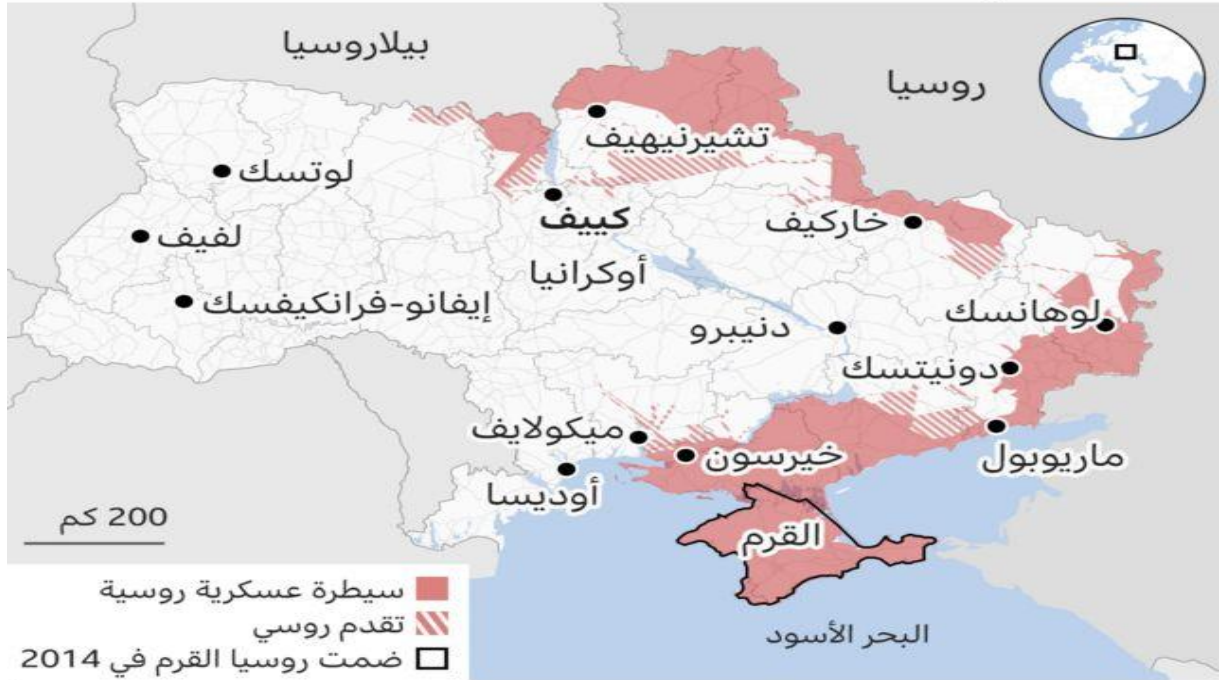 بيلاروسيا
روسيا
تشيرنيهيف
لوتسك
كييف
خاركيف
لفيف
أوكرانيا
إيفانو-فرانكيفسك
لوهانسك
دنيبرو
دونيتسك
ميكولايف
خيرسون
ماريوبول
أوديسا
200 كم
القرم
سيطرة عسكرية روسية
تقدم روسي
البحر الأسود
ضمت روسيا القرم في 2014